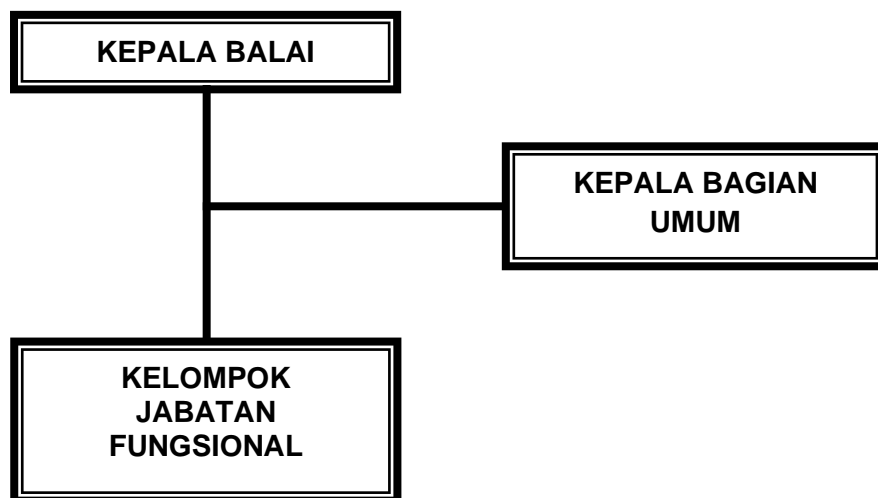 KEPALA BALAI
KEPALA BAGIAN
UMUM
KELOMPOK
JABATAN
FUNGSIONAL